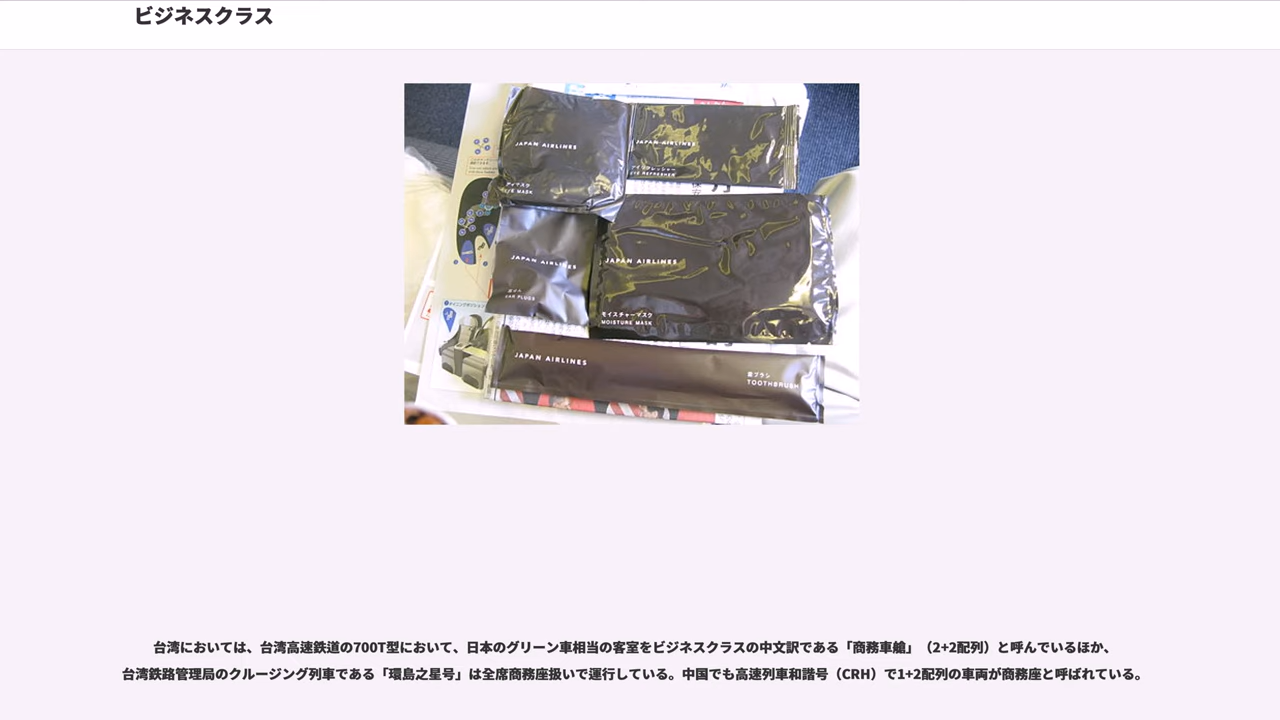 ビジネスクラス
JAPAN AIRLINES
JAPAN AIRLINES
EYE MASK
EYE REFRESHER
JAPAN AIRLINES
JAPAN AIRLINES
EAR PLUGS
モイスチャーマスク
MOISTURE MASK
JAPAN AIRLINES
歯ブラシ
TOOTHBRUSH
台湾においては、台湾高速鉄道の700T型において、日本のグリーン車相当の客室をビジネスクラスの中文訳である「商務車艙」（2+2配列）と呼んでいるほか、
台湾鉄路管理局のクルージング列車である「環島之星号」は全席商務座扱いで運行している。中国でも高速列車和諧号（CRH）で1+2配列の車両が商務座と呼ばれている。